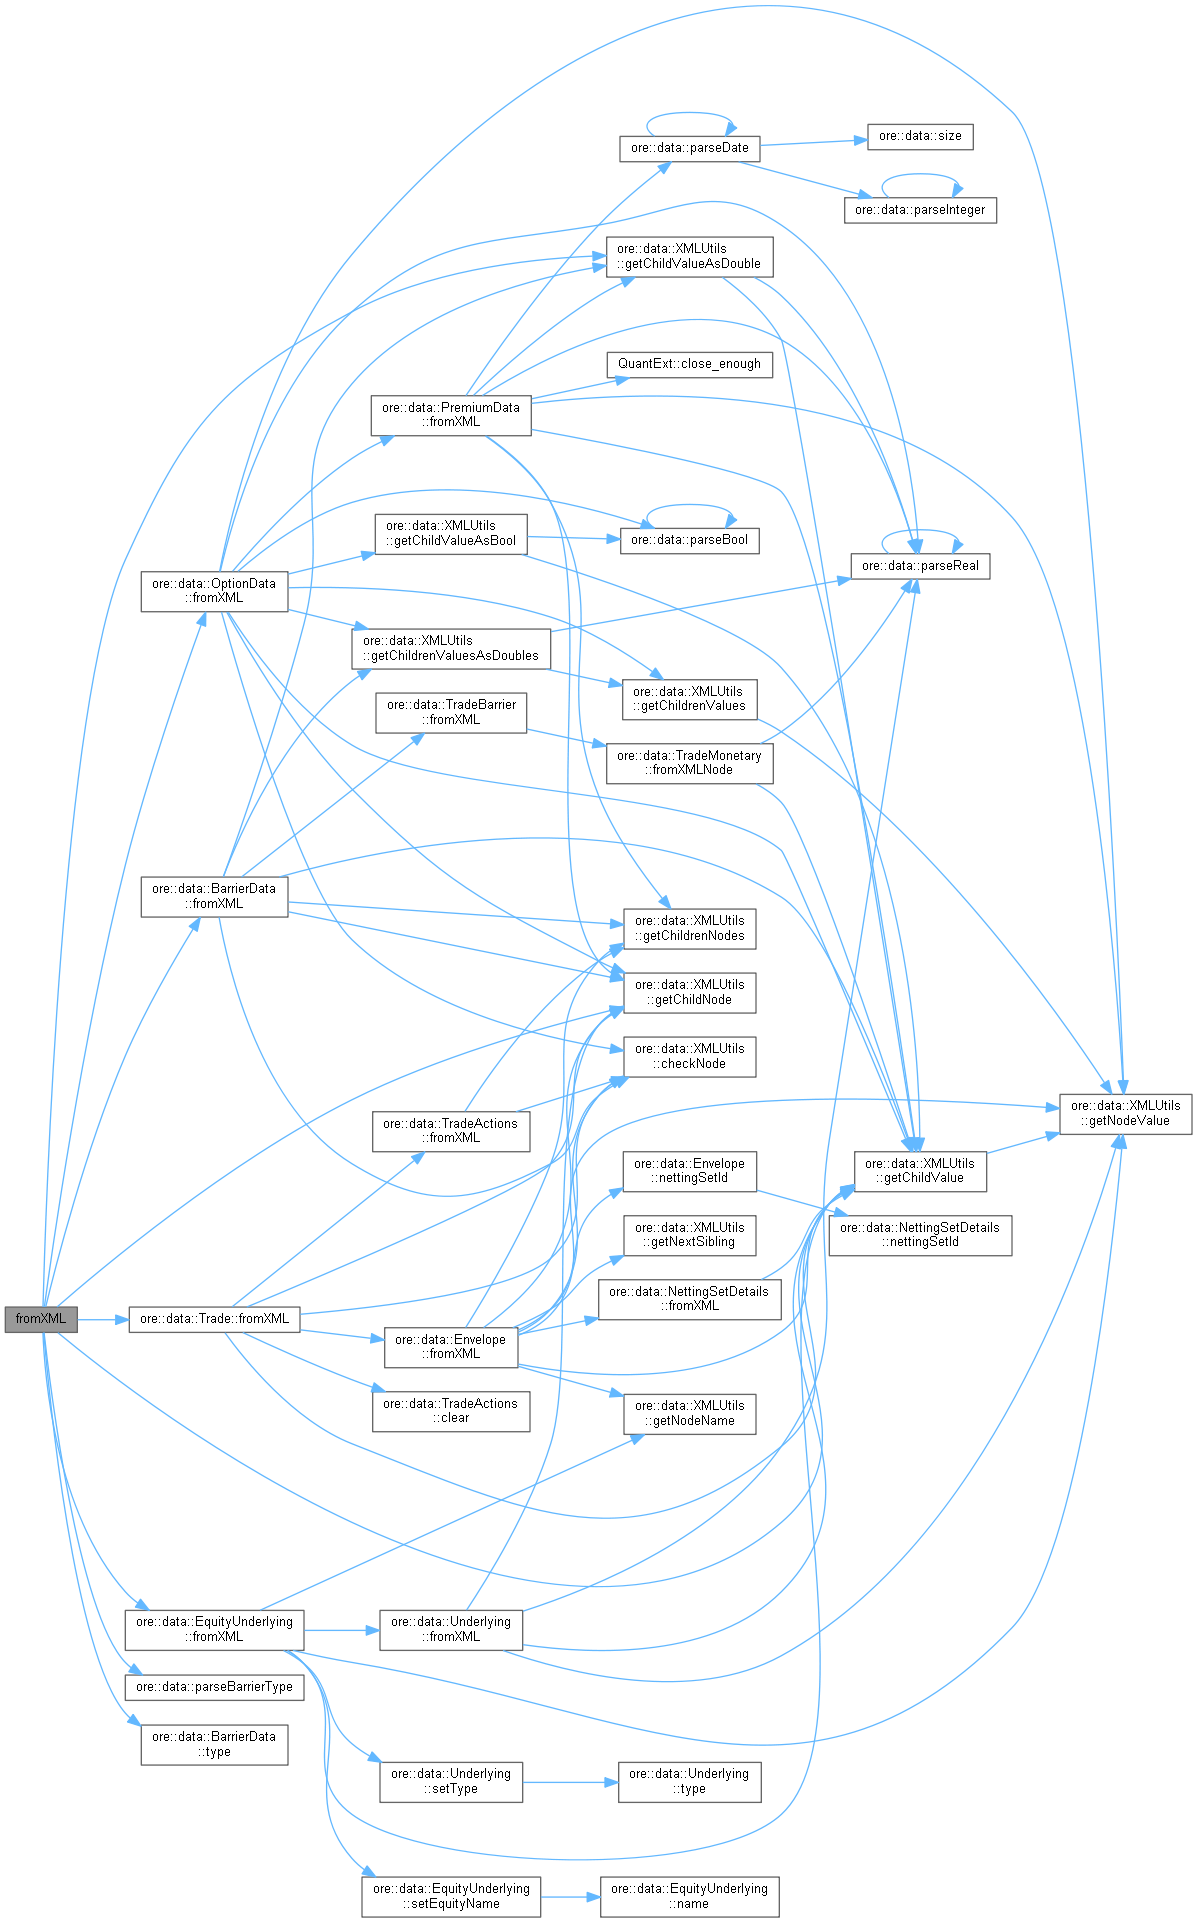 ore::data::parseDate
ore::data::size
ore::data::parseInteger
ore::data::XMLUtils
::getChildValueAsDouble
QuantExt::close_enough
ore::data::PremiumData
::fromXML
ore::data::XMLUtils
::getChildValueAsBool
ore::data::parseBool
ore::data::parseReal
ore::data::OptionData
::fromXML
ore::data::XMLUtils
::getChildrenValuesAsDoubles
ore::data::XMLUtils
::getChildrenValues
ore::data::TradeBarrier
::fromXML
ore::data::TradeMonetary
::fromXMLNode
ore::data::BarrierData
::fromXML
ore::data::XMLUtils
::getChildrenNodes
ore::data::XMLUtils
::getChildNode
ore::data::XMLUtils
::checkNode
ore::data::XMLUtils
::getNodeValue
ore::data::TradeActions
::fromXML
ore::data::Envelope
::nettingSetId
ore::data::XMLUtils
::getChildValue
ore::data::XMLUtils
::getNextSibling
ore::data::NettingSetDetails
::nettingSetId
ore::data::NettingSetDetails
::fromXML
fromXML
ore::data::Trade::fromXML
ore::data::Envelope
::fromXML
ore::data::TradeActions
::clear
ore::data::XMLUtils
::getNodeName
ore::data::EquityUnderlying
::fromXML
ore::data::Underlying
::fromXML
ore::data::parseBarrierType
ore::data::BarrierData
::type
ore::data::Underlying
::setType
ore::data::Underlying
::type
ore::data::EquityUnderlying
::setEquityName
ore::data::EquityUnderlying
::name